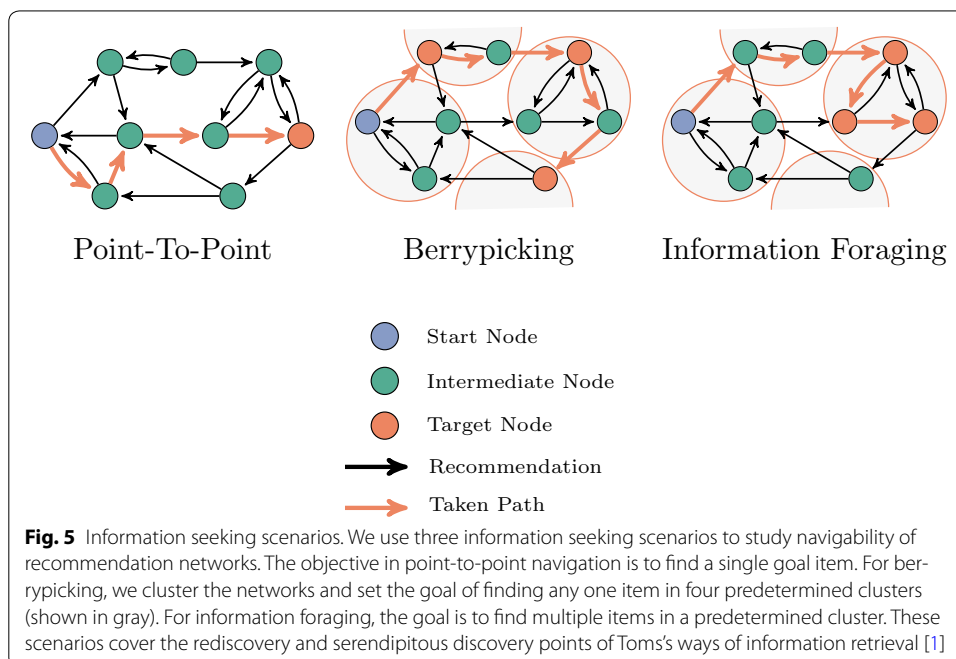 Point-To-Point
Berrypicking
Information Foraging
Start Node
Intermediate Node
Target Node
Recommendation
Taken Path
Fig. 5 Information seeking scenarios. We use three information seeking scenarios to study navigability of
recommendation networks. The objective in point-to-point navigation is to find a single goal item. For ber-
rypicking, we cluster the networks and set the goal of finding any one item in four predetermined clusters
(shown in gray). For information foraging, the goal is to find multiple items in a predetermined cluster. These
scenarios cover the rediscovery and serendipitous discovery points of Toms's ways of information retrieval [1]